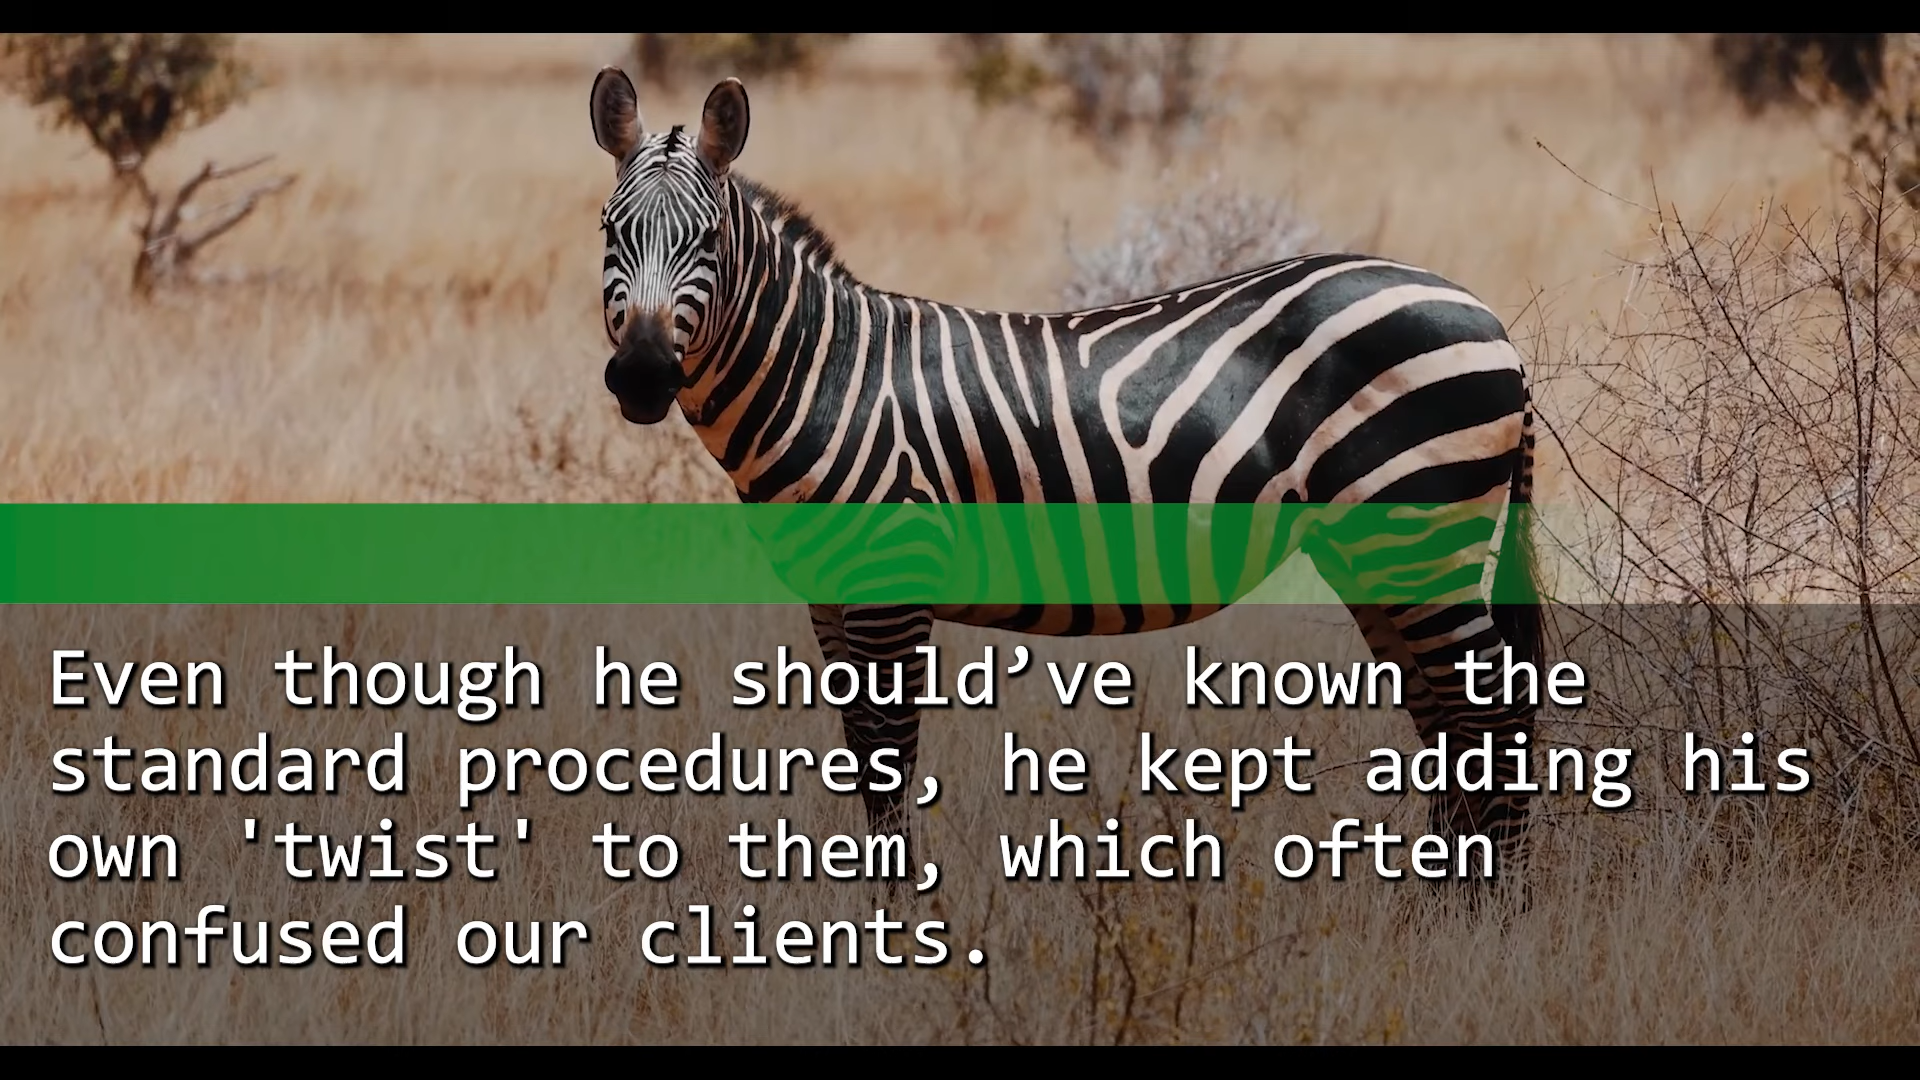 Even though he should’ve known the
standard procedures, he kept adding his
own 'twist' to them, which often
confused our clients.